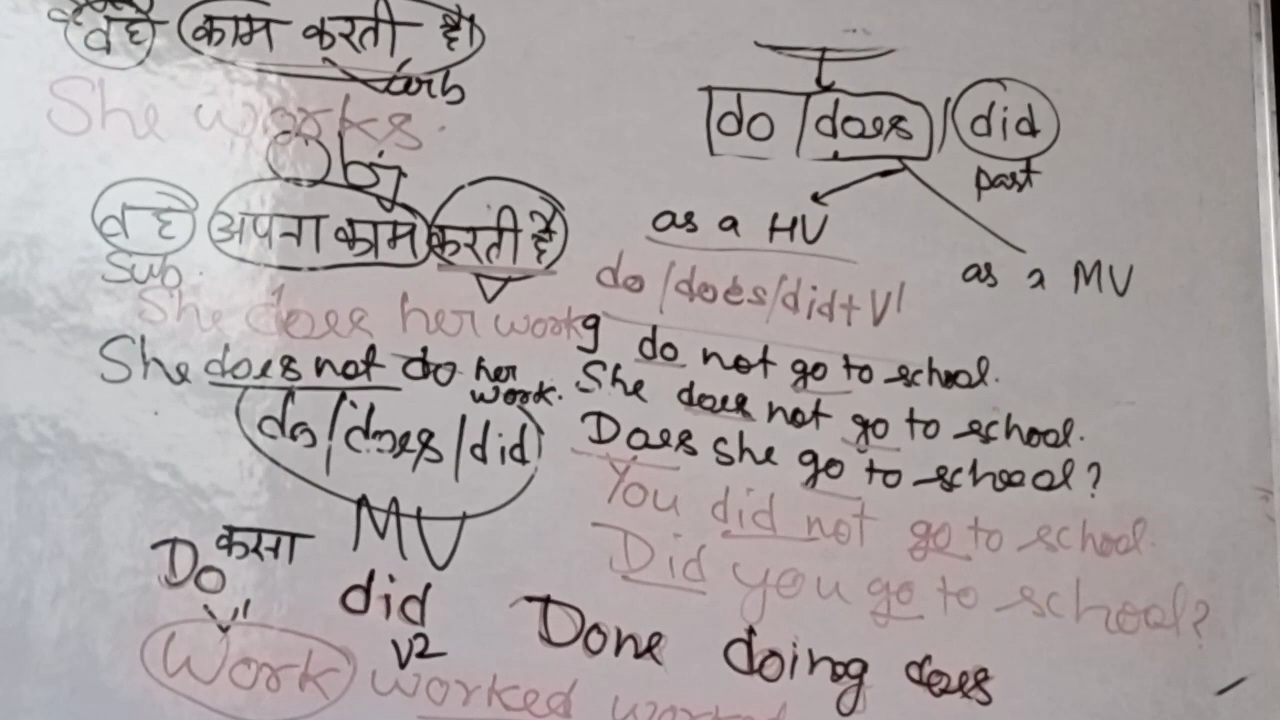 वह काम करती है।
verb
She works.
Obj
वह अपना काम करती है
Sub.
She does her work
She does not do her work.
do/does/did
MV
Do करना
V1
did
V2
Done doing does
Work worked
do does / did
past
as a HV
as a MV
do/does/did+V1
I do not go to school.
She does not go to school.
Does she go to school?
You did not go to school.
Did you go to school?